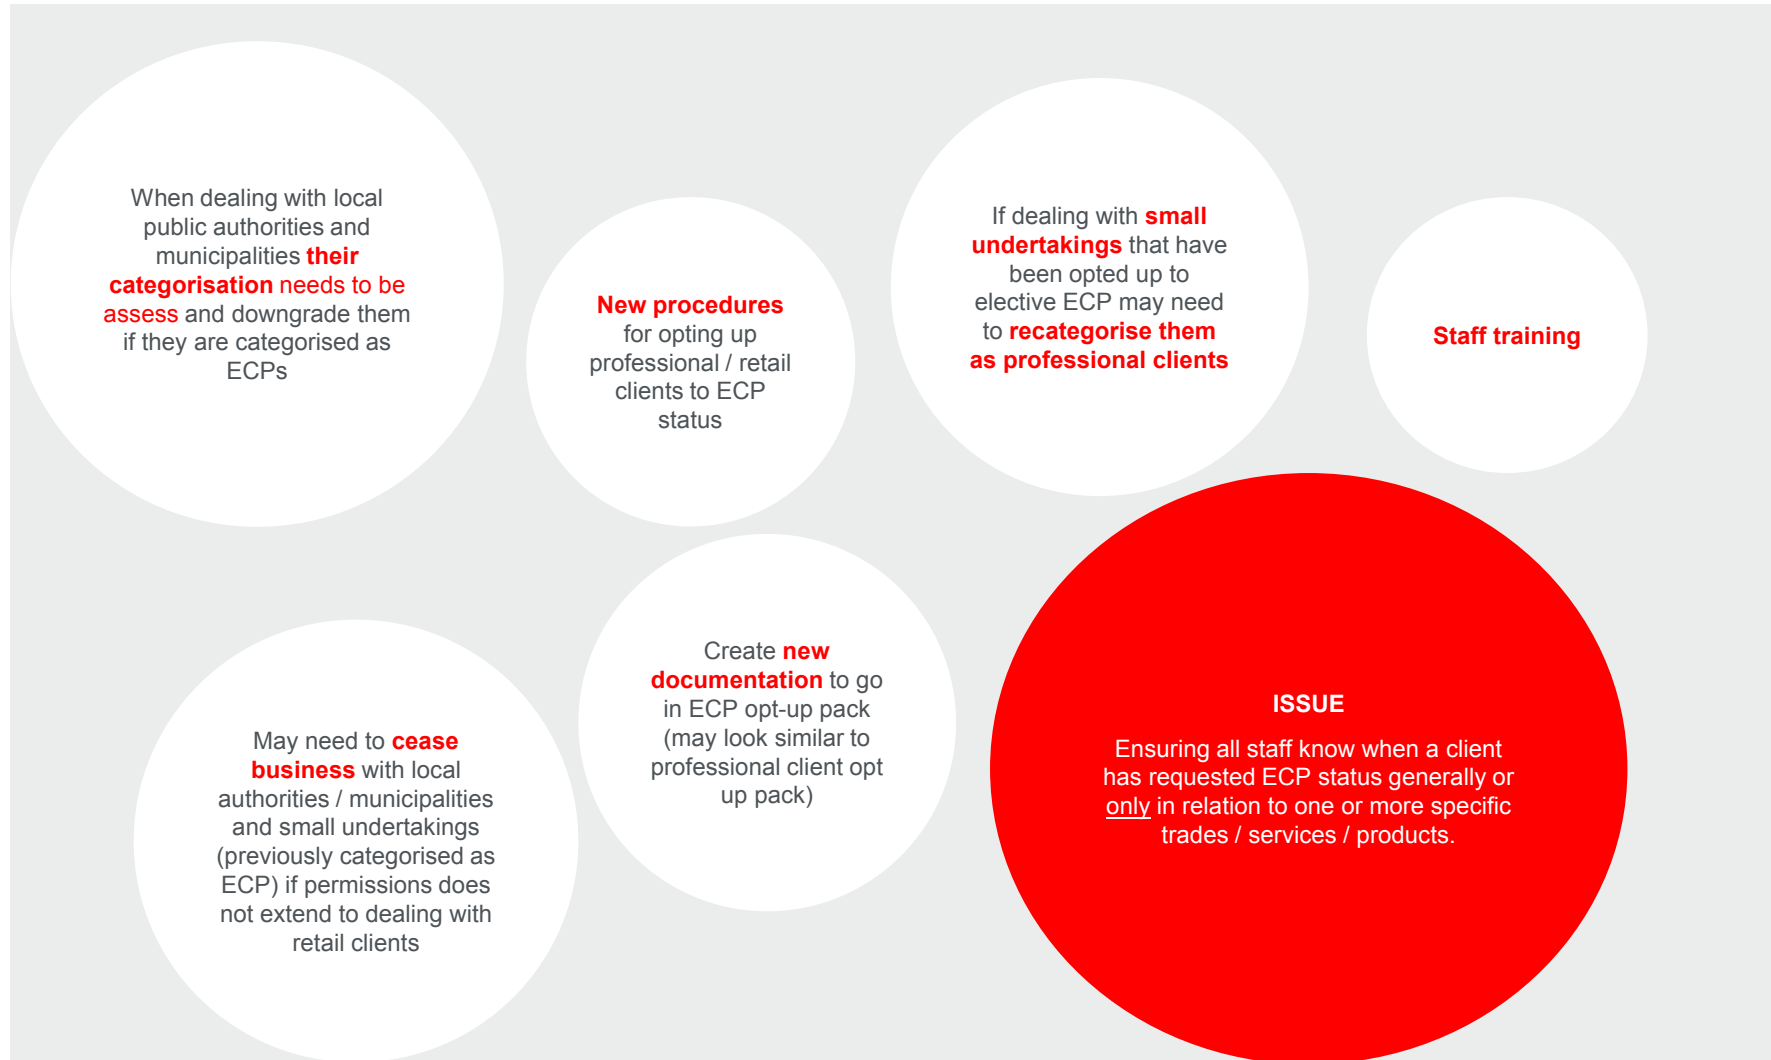 When dealing with local
public authorities and
municipalities their
categorisation needs to be
assess and downgrade them
if they are categorised as
ECPs
New procedures
for opting up
professional / retail
clients to ECP
status
If dealing with small
undertakings that have
been opted up to
elective ECP may need
to recategorise them
as professional clients
Staff training
May need to cease
business with local
authorities / municipalities
and small undertakings
(previously categorised as
ECP) if permissions does
not extend to dealing with
retail clients
Create new
documentation to go
in ECP opt-up pack
(may look similar to
professional client opt
up pack)
ISSUE
Ensuring all staff know when a client
has requested ECP status generally or
only in relation to one or more specific
trades / services / products.